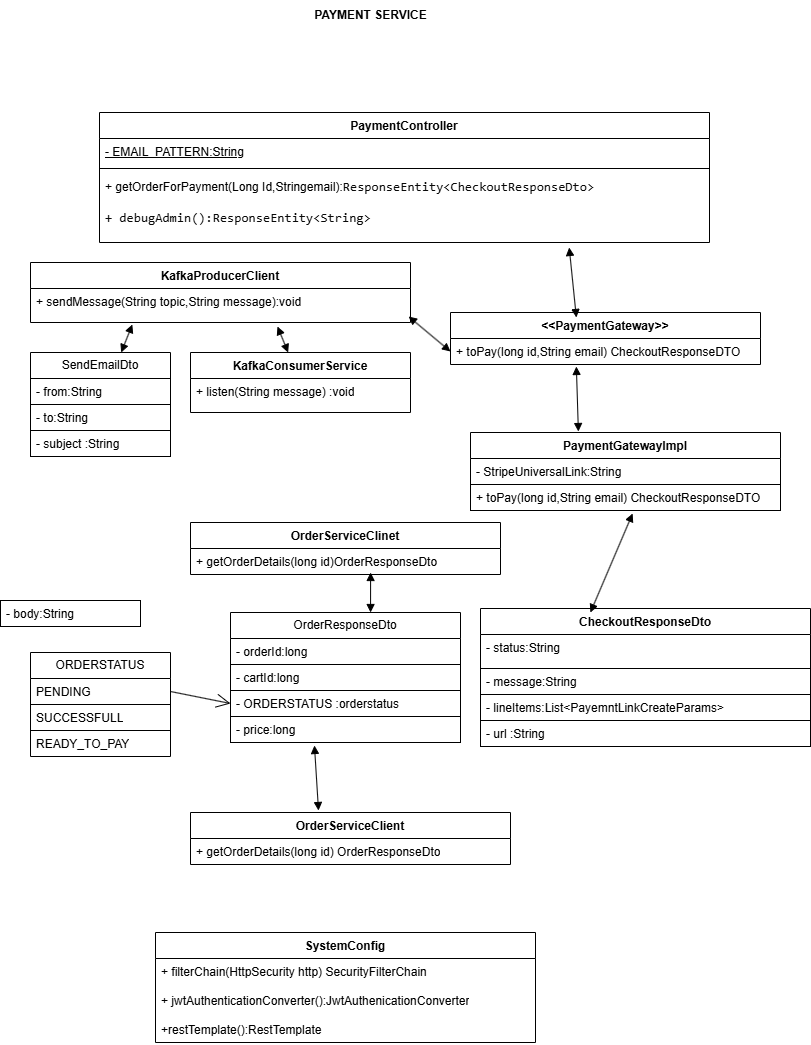 PAYMENT SERVICE
PaymentController
- EMAIL_PATTERN:String
+ getOrderForPayment(Long Id,Stringemail):ResponseEntity<CheckoutResponseDto>
+ debugAdmin():ResponseEntity<String>
KafkaProducerClient
+ sendMessage(String topic,String message):void
<<PaymentGateway>>
+ toPay(long id,String email) CheckoutResponseDTO
SendEmailDto
- from:String
- to:String
- subject :String
KafkaConsumerService
+ listen(String message) :void
PaymentGatewayImpl
- StripeUniversalLink:String
+ toPay(long id,String email) CheckoutResponseDTO
OrderServiceClinet
+ getOrderDetails(long id)OrderResponseDto
- body:String
OrderResponseDto
- orderId:long
- cartId:long
- ORDERSTATUS :orderstatus
- price:long
CheckoutResponseDto
- status:String
- message:String
- lineItems:List<PayemntLinkCreateParams>
- url :String
ORDERSTATUS
PENDING
SUCCESSFULL
READY_TO_PAY
OrderServiceClient
+ getOrderDetails(long id) OrderResponseDto
SystemConfig
+ filterChain(HttpSecurity http) SecurityFilterChain
+ jwtAuthenticationConverter():JwtAuthenicationConverter
+restTemplate():RestTemplate